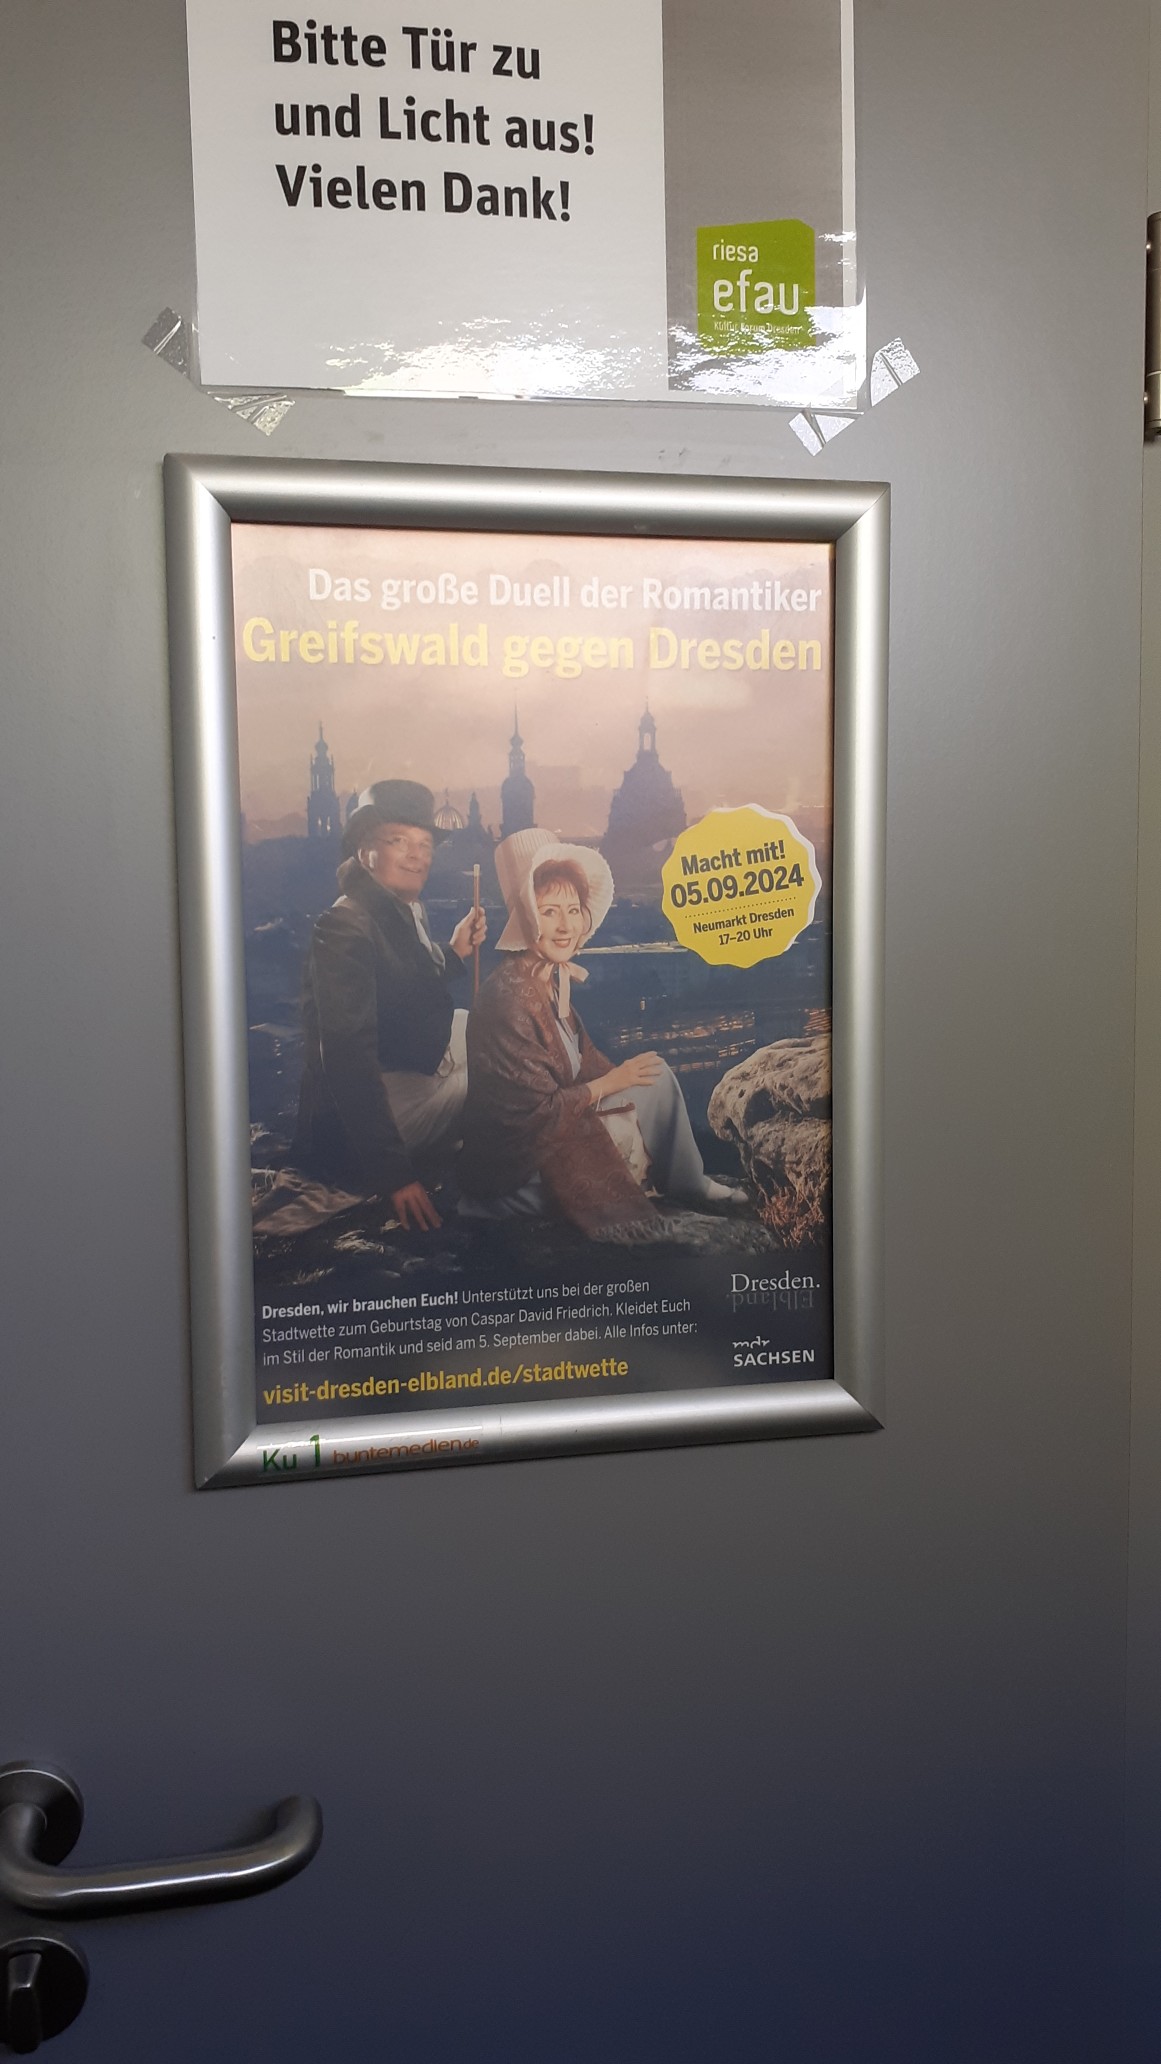 Bitte Tür zu
und Licht aus!
Vielen Dank!
riesa
efau
Kultur Forum Dresden
Das große Duell der Romantiker
Greifswald gegen Dresden
Macht mit!
05.09.2024
Neumarkt Dresden
17–20 Uhr
Dresden, wir brauchen Euch! Unterstützt uns bei der großen
Stadtwette zum Geburtstag von Caspar David Friedrich. Kleidet Euch
im Stil der Romantik und seid am 5. September dabei. Alle Infos unter:
visit-dresden-elbland.de/stadtwette
Dresden.
Elbland.
mdr
SACHSEN
Ku 1 buntemedien.de